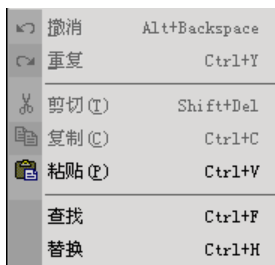 撤消 Alt+Backspace
重复 Ctrl+Y
剪切(T) Shift+Del
复制(C) Ctrl+C
粘贴(P) Ctrl+V
查找 Ctrl+F
替换 Ctrl+H